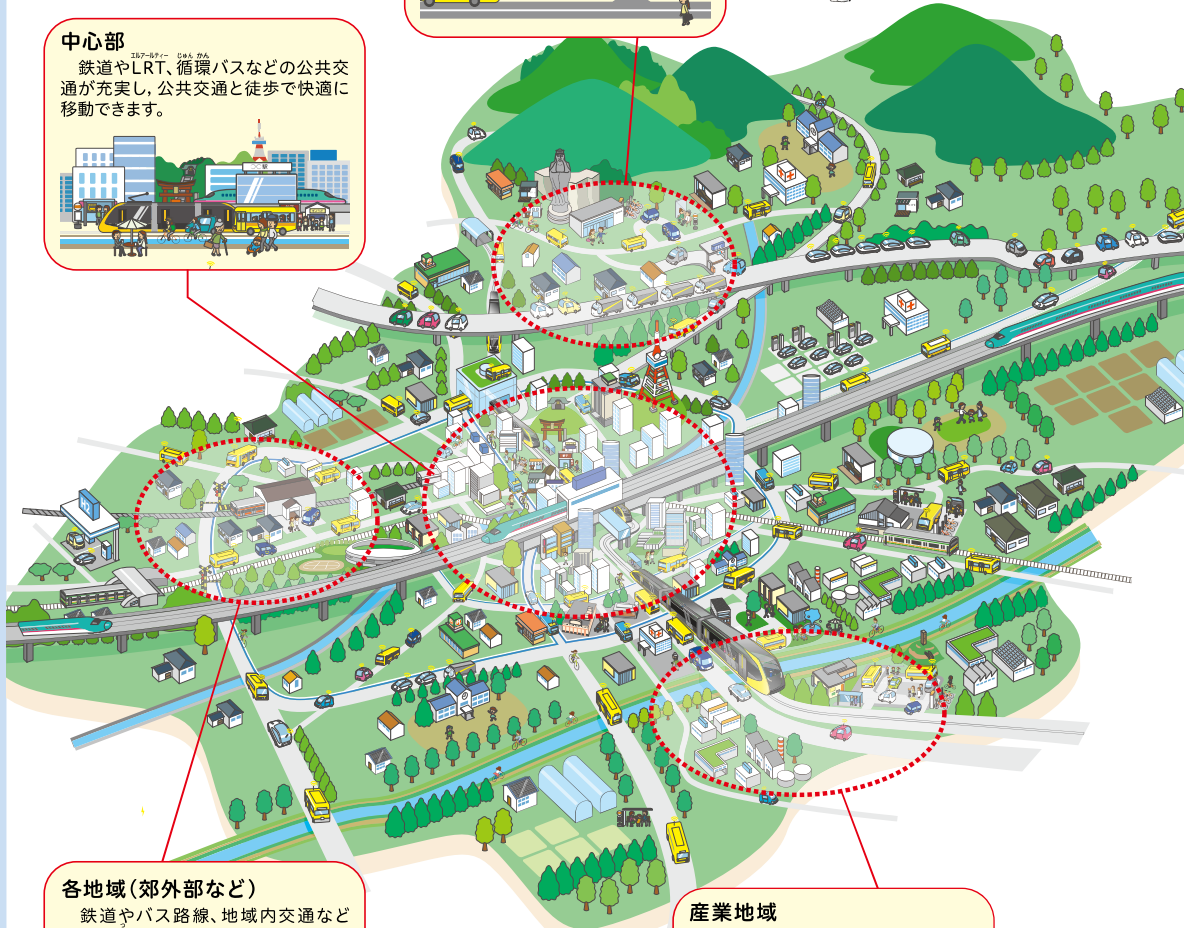 中心部
エルアールティー じゅん かん
鉄道やLRT、循環バスなどの公共交
通が充実し，公共交通と徒歩で快適に
移動できます。
各地域（郊外部など）
鉄道やバス路線、地域内交通など
産業地域